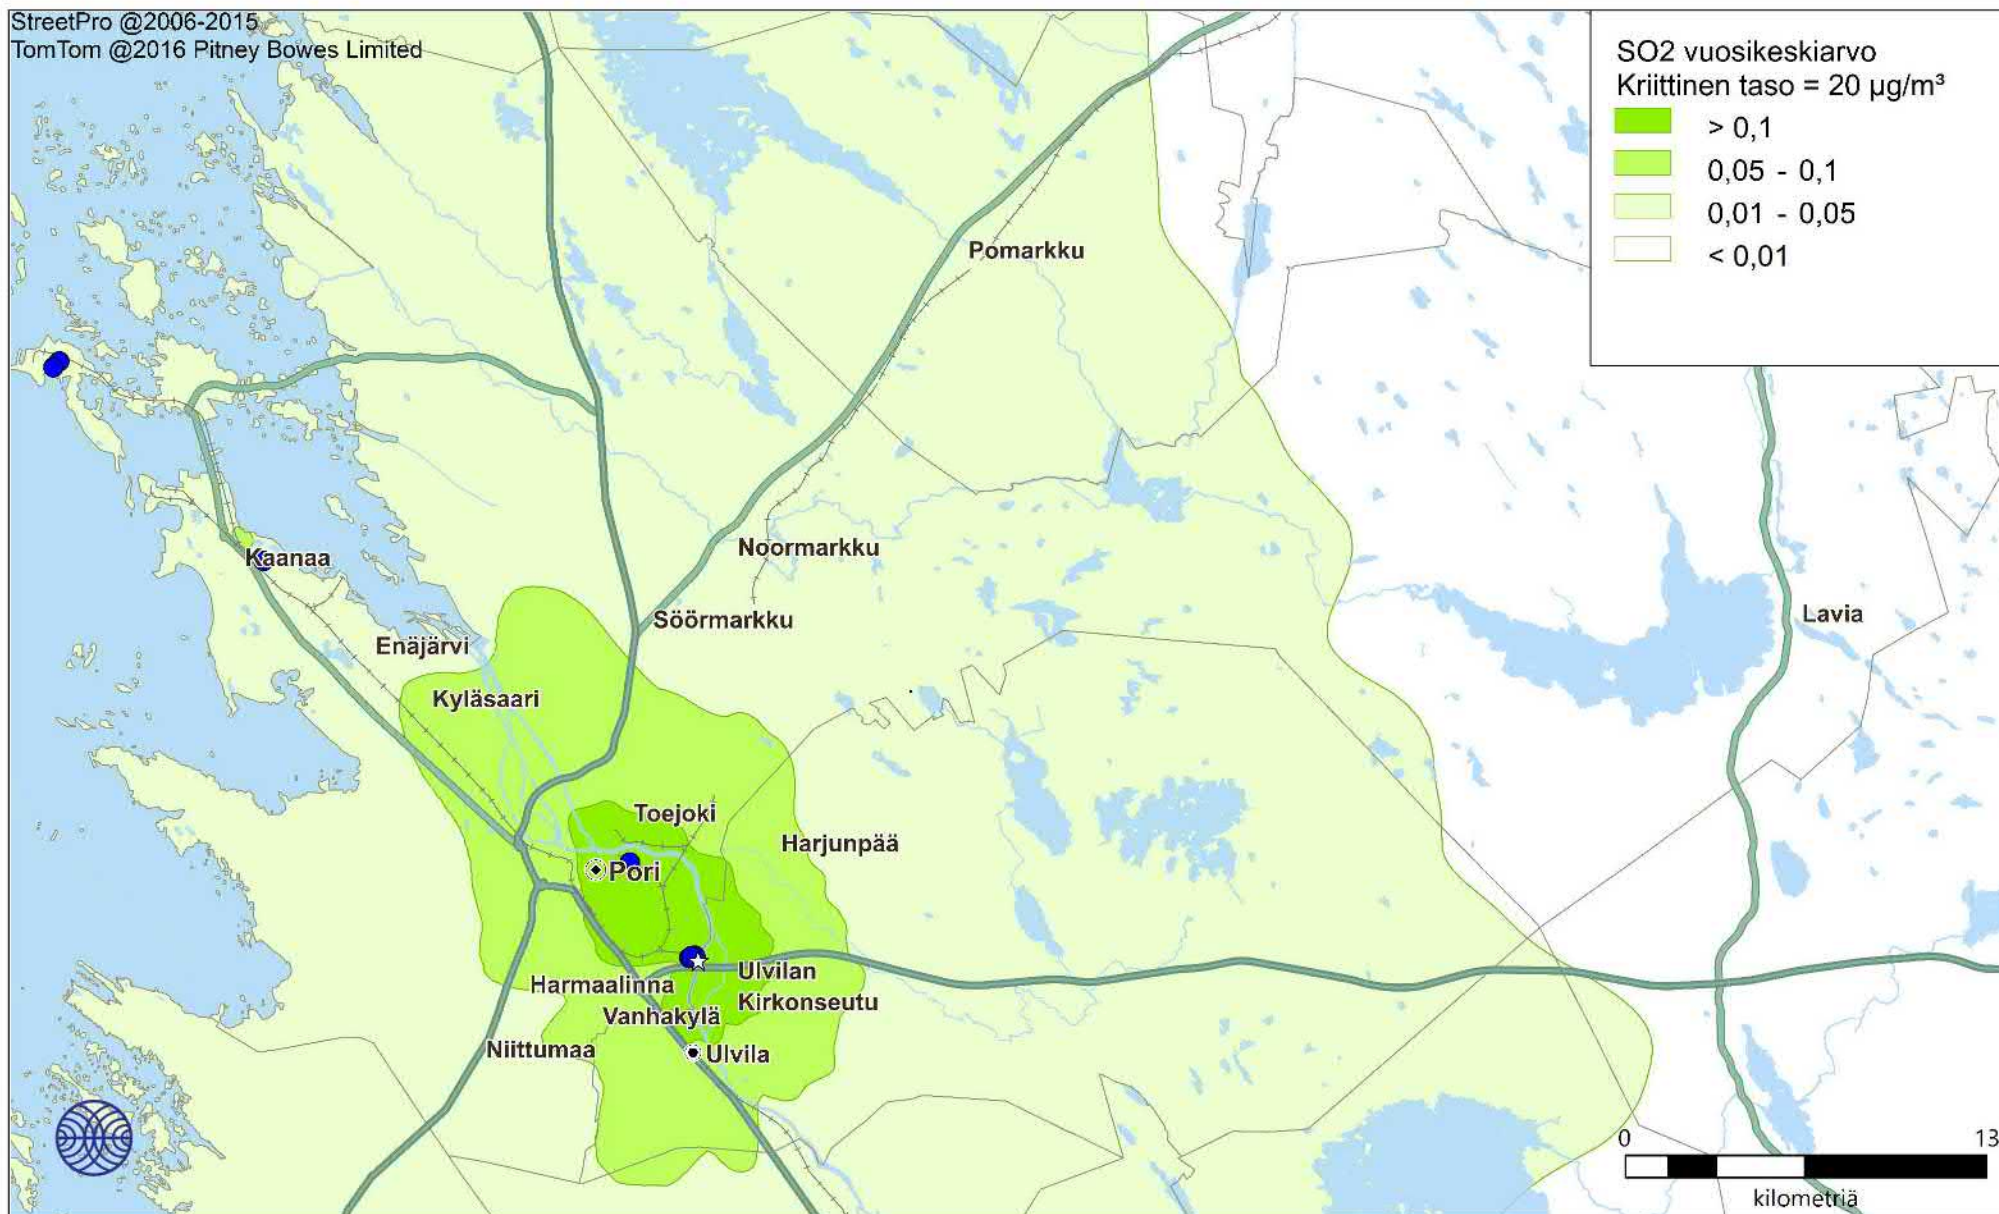 StreetPro @2006-2015
TomTom @2016 Pitney Bowes Limited
SO2 vuosikeskiarvo
Kriittinen taso = 20 µg/m³
> 0,1
0,05 - 0,1
0,01 - 0,05
< 0,01
Pomarkku
Noormarkku
Kaanaa
Söörmarkku
Lavia
Enäjärvi
Kyläsaari
Toejoki
Harjunpää
Pori
Ulvilan
Kirkonseutu
Harmaalinna
Vanhakylä
Niittumaa
Ulvila
0 13
kilometriä